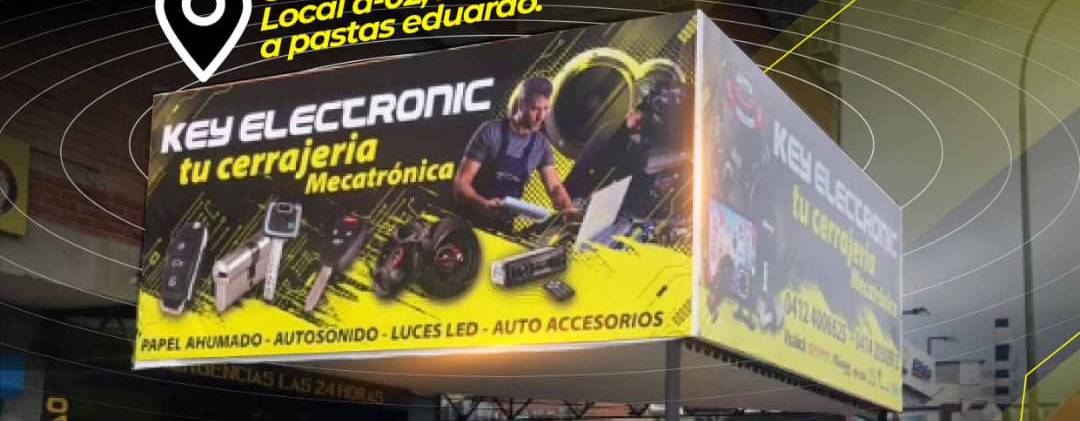 Local a-02,
a pastas eduardo.
KEY ELECTRONIC
tu cerrajeria
Mecatrónica
PAPEL AHUMADO - AUTOSONIDO - LUCES LED - AUTO ACCESORIOS
KEY ELECTRONIC
tu cerrajeria
Mecatrónica
0412 4006625
EMERGENCIAS LAS 24 HORAS